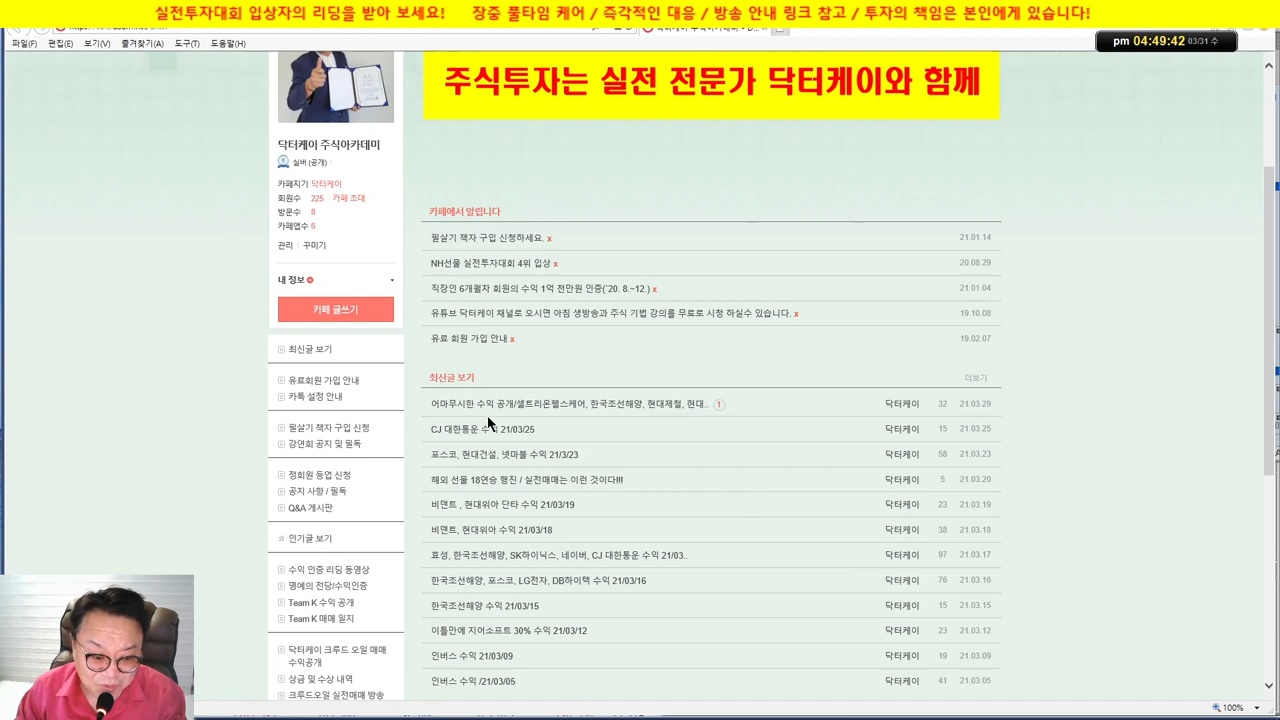 실전투자대회 입상자의 리딩을 받아 보세요! 장중 풀타임 케어 / 즉각적인 대응 / 방송 안내 링크 참고 / 투자의 책임은 본인에게 있습니다!
파일(F) 편집(E) 보기(V) 즐겨찾기(A) 도구(T) 도움말(H)
pm 04:49:42 03/31 수
주식투자는 실전 전문가 닥터케이와 함께
닥터케이 주식아카데미
실버 (공개)
카페지기 닥터케이
회원수 225 카페 초대
방문수 8
카페앱수 6
관리 꾸미기
내 정보
카페 글쓰기
최신글 보기
유료회원 가입 안내
카톡 설정 안내
필살기 책자 구입 신청
강연회 공지 및 필독
정회원 등업 신청
공지 사항 / 필독
Q&A 게시판
인기글 보기
수익 인증 리딩 동영상
명예의 전당/수익인증
Team K 수익 공개
Team K 매매 일지
닥터케이 크루드 오일 매매
수익공개
상금 및 수상 내역
크루드오일 실전매매 방송
카페에서 알립니다
필살기 책자 구입 신청하세요. x 21.01.14
NH선물 실전투자대회 4위 입상 x 20.08.29
직장인 6개월차 회원의 수익 1억 천만원 인증(`20. 8.~12.) x 21.01.04
유튜브 닥터케이 채널로 오시면 아침 생방송과 주식 기법 강의를 무료로 시청 하실수 있습니다. x 19.10.08
유료 회원 가입 안내 x 19.02.07
최신글 보기 더보기
어마무시한 수익 공개/셀트리온헬스케어, 한국조선해양, 현대제철, 현대.. 1 닥터케이 32 21.03.29
CJ 대한통운 수익 21/03/25 닥터케이 15 21.03.25
포스코, 현대건설, 넷마블 수익 21/3/23 닥터케이 58 21.03.23
해외 선물 18연승 행진 / 실전매매는 이런 것이다!!! 닥터케이 5 21.03.20
비덴트 , 현대위아 단타 수익 21/03/19 닥터케이 23 21.03.19
비덴트, 현대위아 수익 21/03/18 닥터케이 38 21.03.18
효성, 한국조선해양, SK하이닉스, 네이버, CJ 대한통운 수익 21/03.. 닥터케이 97 21.03.17
한국조선해양, 포스코, LG전자, DB하이텍 수익 21/03/16 닥터케이 76 21.03.16
한국조선해양 수익 21/03/15 닥터케이 15 21.03.15
이틀만에 지어소프트 30% 수익 21/03/12 닥터케이 23 21.03.12
인버스 수익 21/03/09 닥터케이 19 21.03.09
인버스 수익 /21/03/05 닥터케이 41 21.03.05
100%